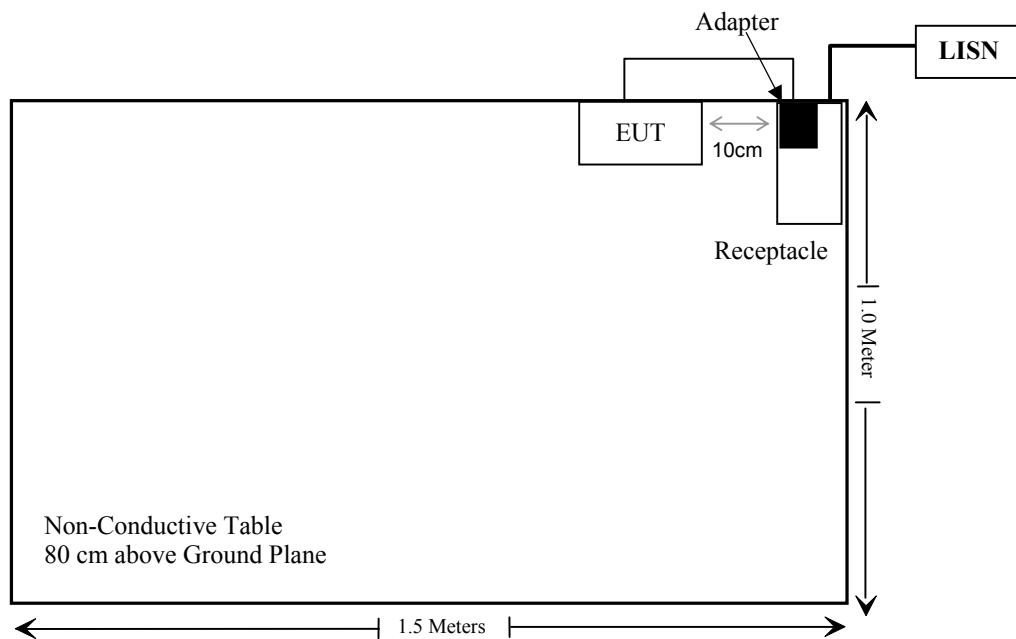 Adapter
LISN
EUT
10cm
Receptacle
1.0 Meter
Non-Conductive Table
80 cm above Ground Plane
1.5 Meters